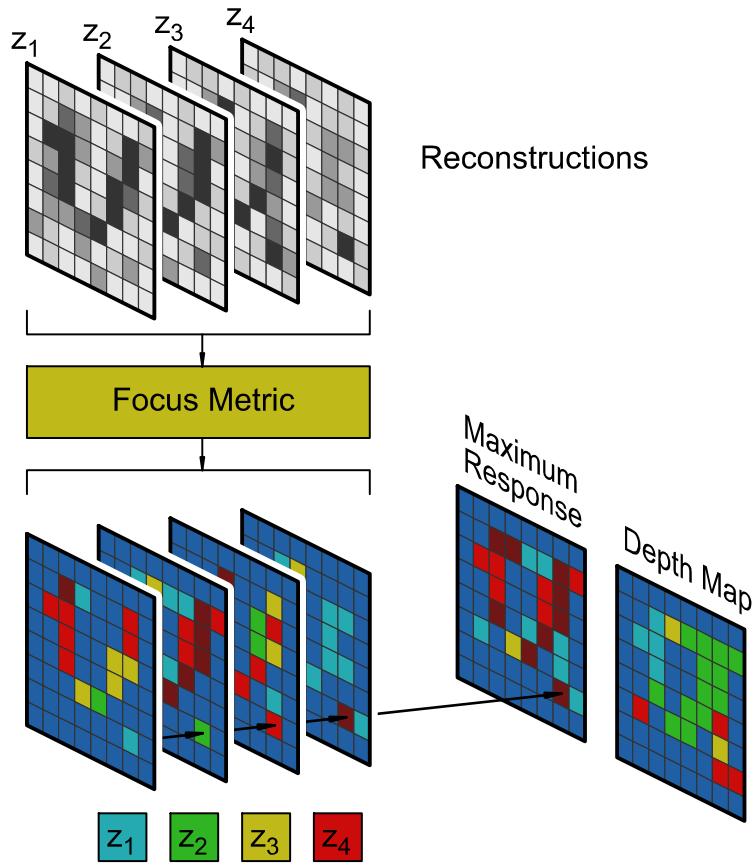 z4
z3
z2
z1
Reconstructions
Focus Metric
Maximum
Response
Depth Map
z1 z2 z3 z4